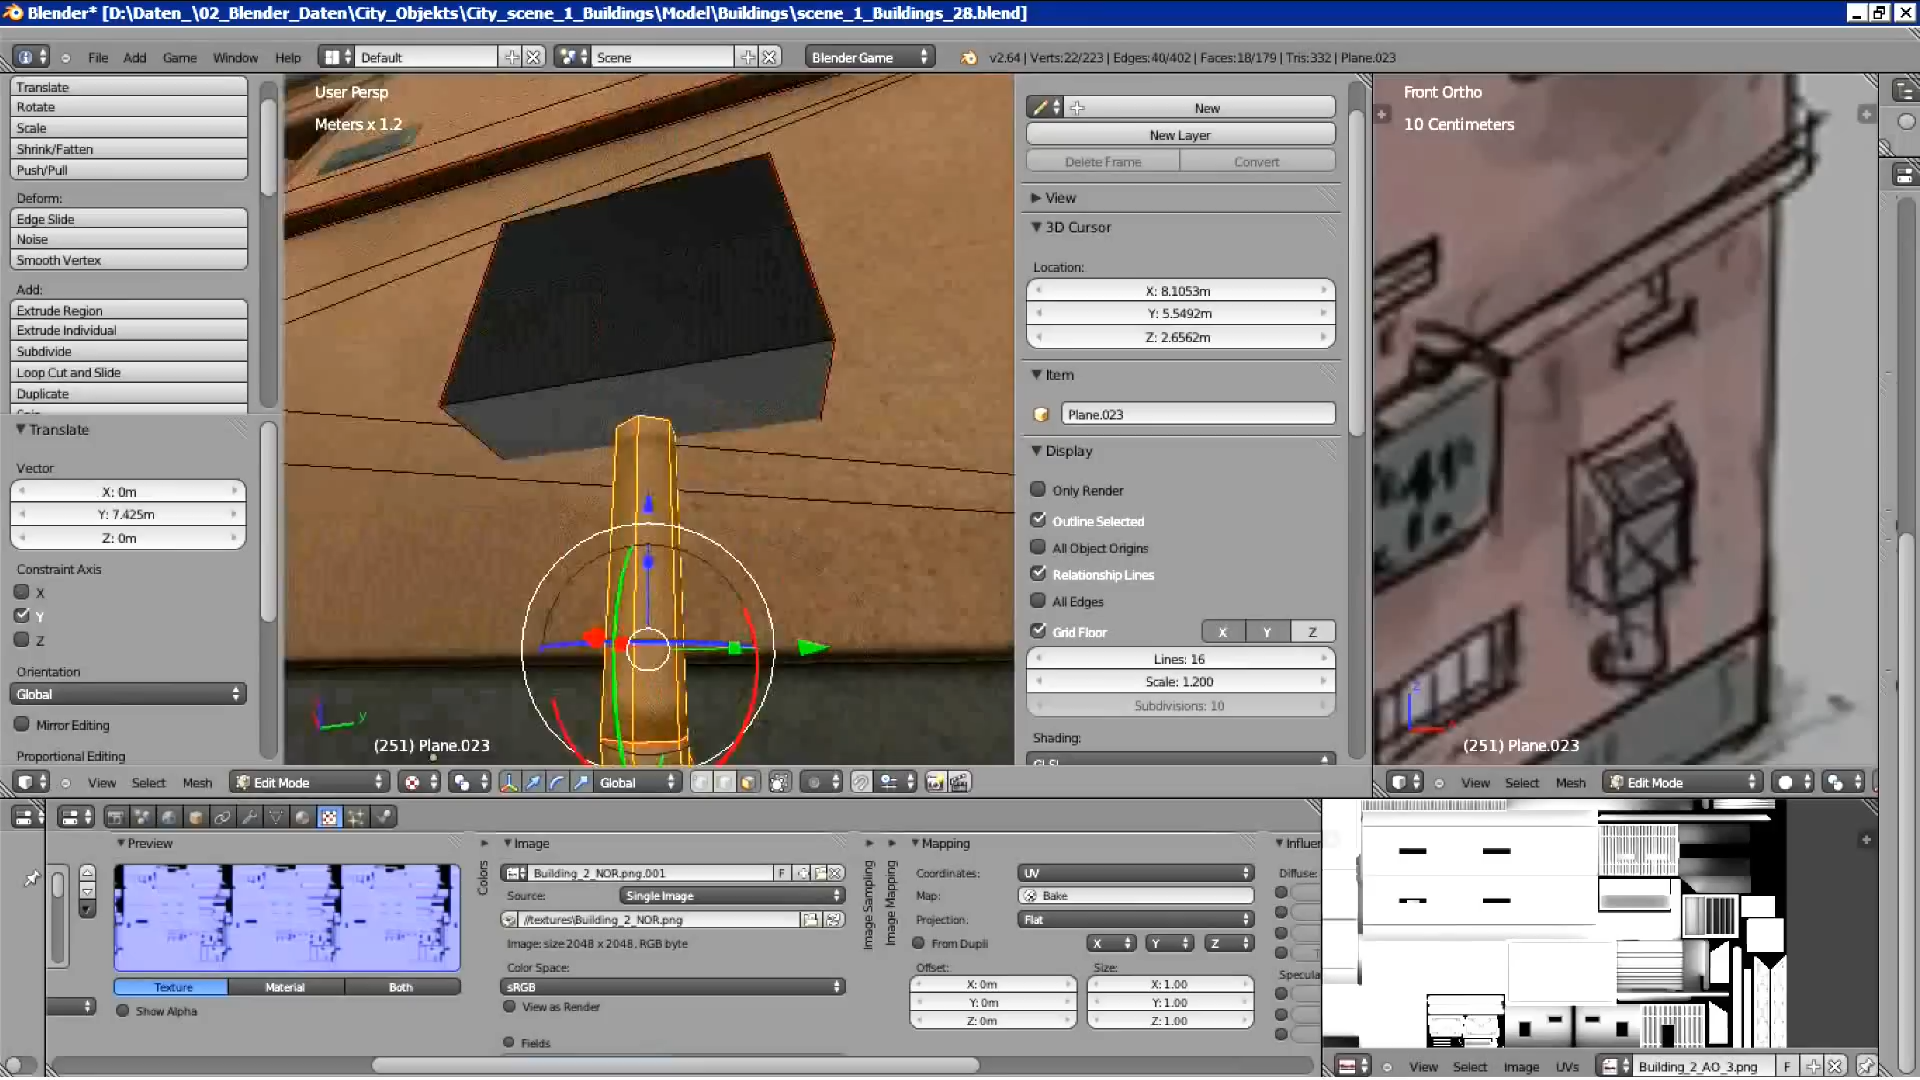 Blender* [D:\Daten_\02_Blender_Daten\City_Objekts\City_scene_1_Buildings\Model\Buildings\scene_1_Buildings_28.blend]
File Add Game Window Help Default Scene Blender Game v2.64 | Verts:22/223 | Edges:40/402 | Faces:18/179 | Tris:332 | Plane.023
Translate
Rotate
Scale
Shrink/Fatten
Push/Pull
Deform:
Edge Slide
Noise
Smooth Vertex
Add:
Extrude Region
Extrude Individual
Subdivide
Loop Cut and Slide
Duplicate
Translate
Vector
X: 0m
Y: 7.425m
Z: 0m
Constraint Axis
X
Y
Z
Orientation
Global
Mirror Editing
Proportional Editing
User Persp
Meters x 1.2
y
(251) Plane.023
View Select Mesh Edit Mode Global
New
New Layer
Delete Frame Convert
View
3D Cursor
Location:
X: 8.1053m
Y: 5.5492m
Z: 2.6562m
Item
Plane.023
Display
Only Render
Outline Selected
All Object Origins
Relationship Lines
All Edges
Grid Floor X Y Z
Lines: 16
Scale: 1.200
Subdivisions: 10
Shading:
Front Ortho
10 Centimeters
z
(251) Plane.023
View Select Mesh Edit Mode
Preview
Texture Material Both
Show Alpha
Colors
Image
Building_2_NOR.png.001 F
Source: Single Image
//textures\Building_2_NOR.png
Image: size 2048 x 2048, RGB byte
Color Space:
sRGB
View as Render
Fields
Image Sampling
Image Mapping
Mapping
Coordinates: UV
Map: Bake
Projection: Flat
From Dupli X Y Z
Offset: Size:
X: 0m X: 1.00
Y: 0m Y: 1.00
Z: 0m Z: 1.00
Influen
Diffuse:
Specula
View Select Image UVs Building_2_AO_3.png F